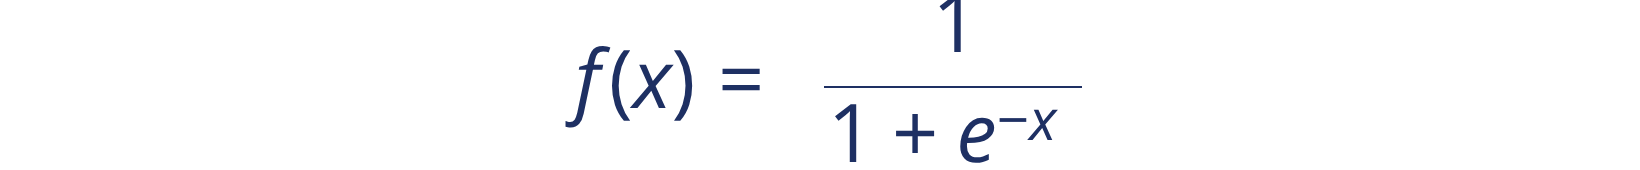 f(x) = 1 / (1 + e⁻ˣ)